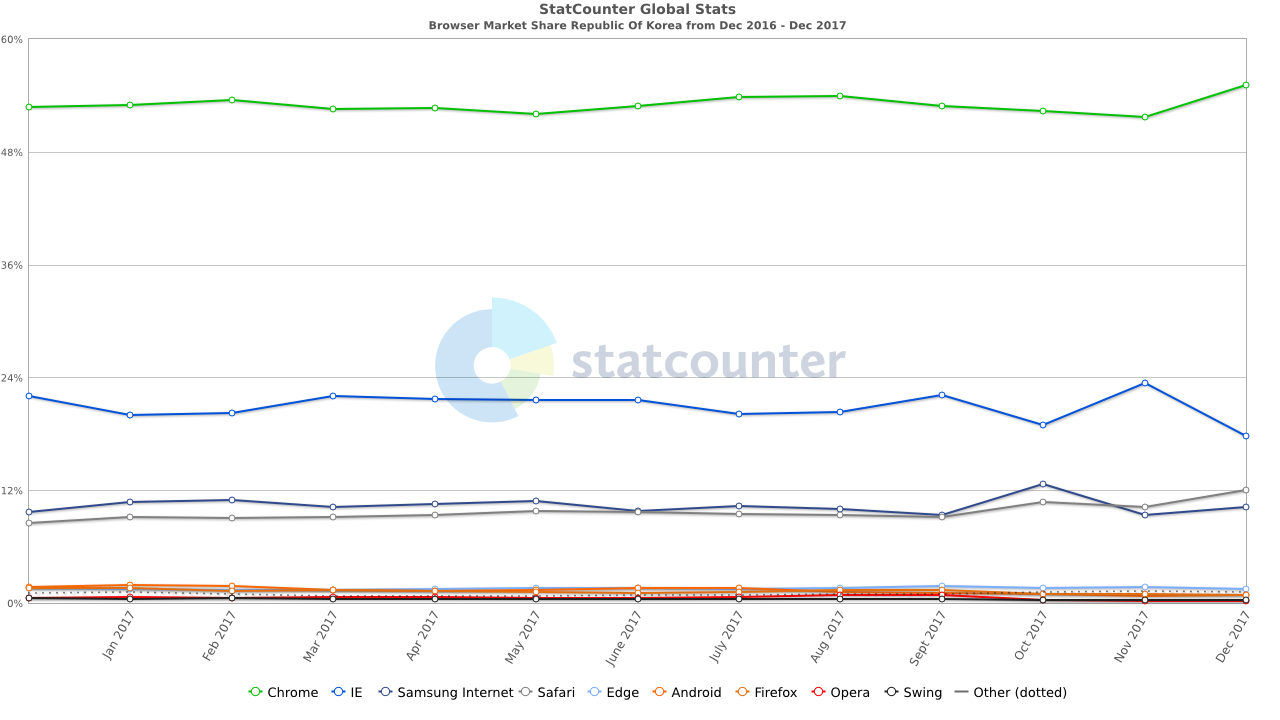 StatCounter Global Stats
Browser Market Share Republic Of Korea from Dec 2016 - Dec 2017
60%
48%
36%
24%
12%
0%
statcounter
Jan 2017
Feb 2017
Mar 2017
Apr 2017
May 2017
June 2017
July 2017
Aug 2017
Sept 2017
Oct 2017
Nov 2017
Dec 2017
Chrome IE Samsung Internet Safari Edge Android Firefox Opera Swing Other (dotted)